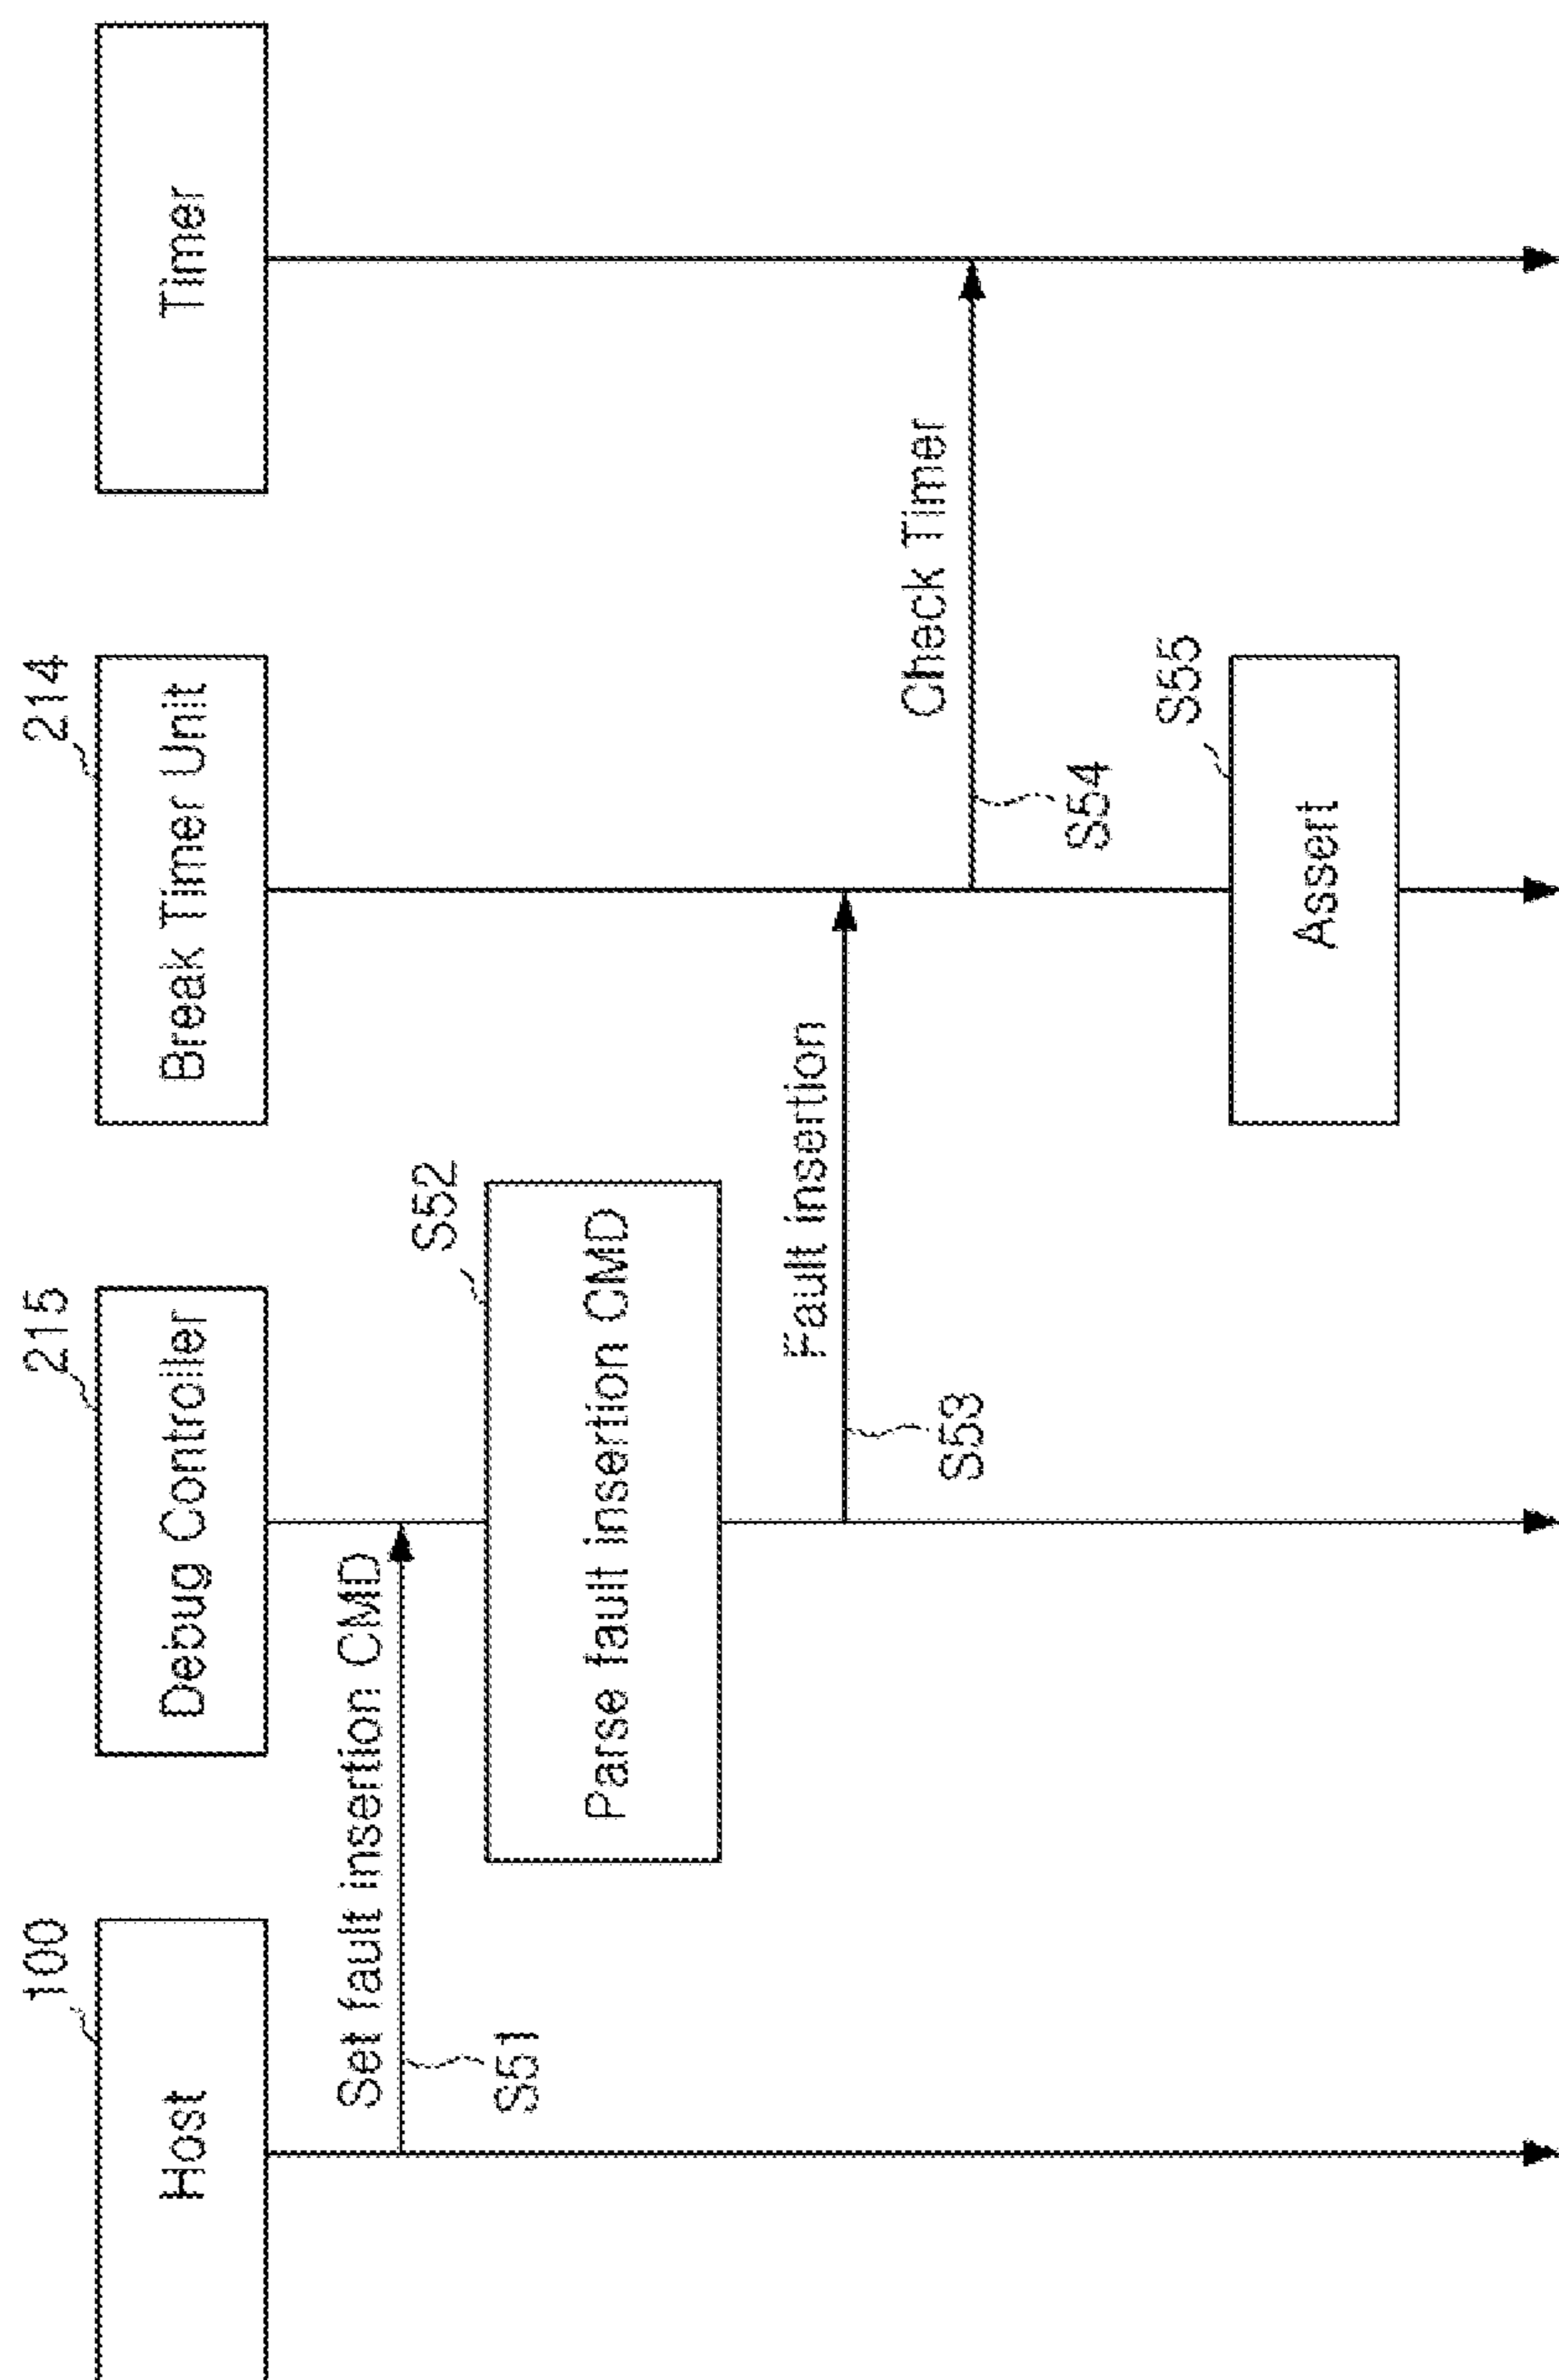 100
Host
215
Debug Controller
214
Break Timer Unit
Timer
Set fault insertion CMD
S51
S52
Parse fault insertion CMD
Fault insertion
S53
Check Timer
S54
S55
Assert